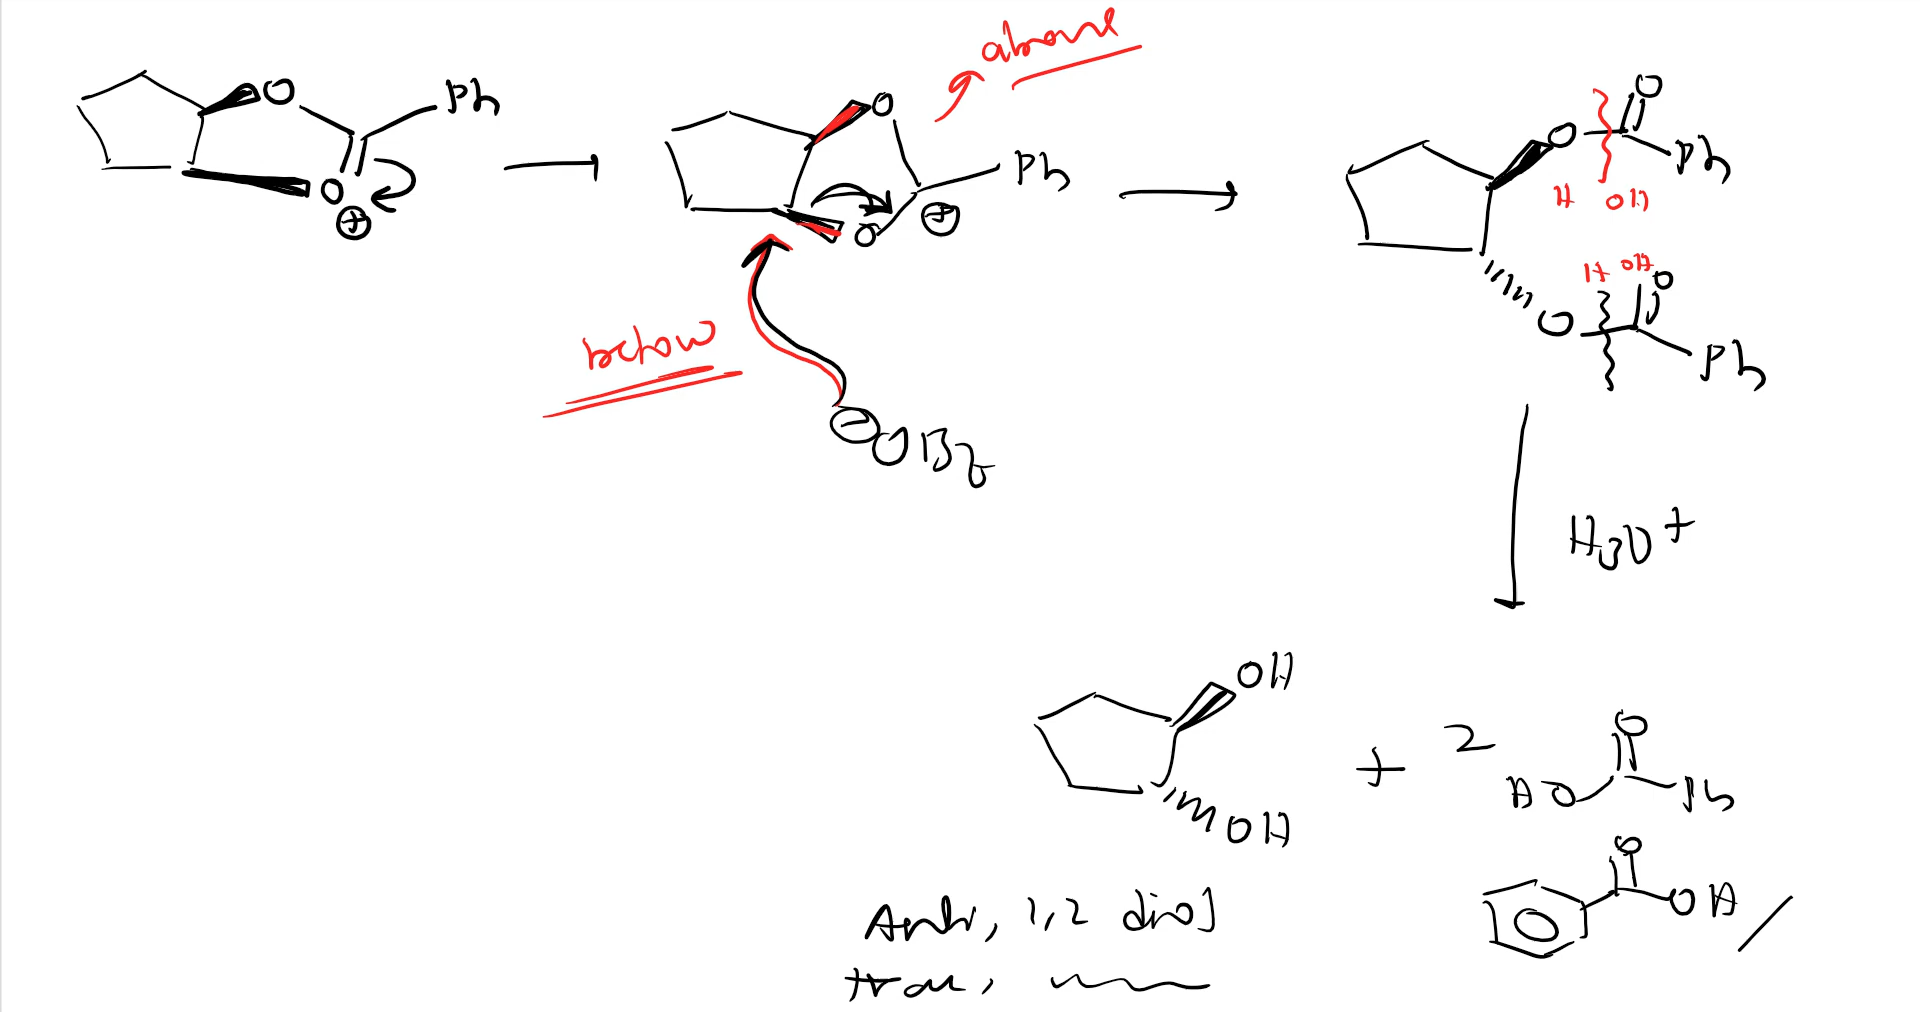 above
O
Ph
O
⊕
O
Ph
O
⊕
below
⊖OBz
O
O
Ph
H OH
H OH
O
O
Ph
H3O+
OH
OH
+ 2
O
HO
Ph
O
OH
Anti, 1,2 diol